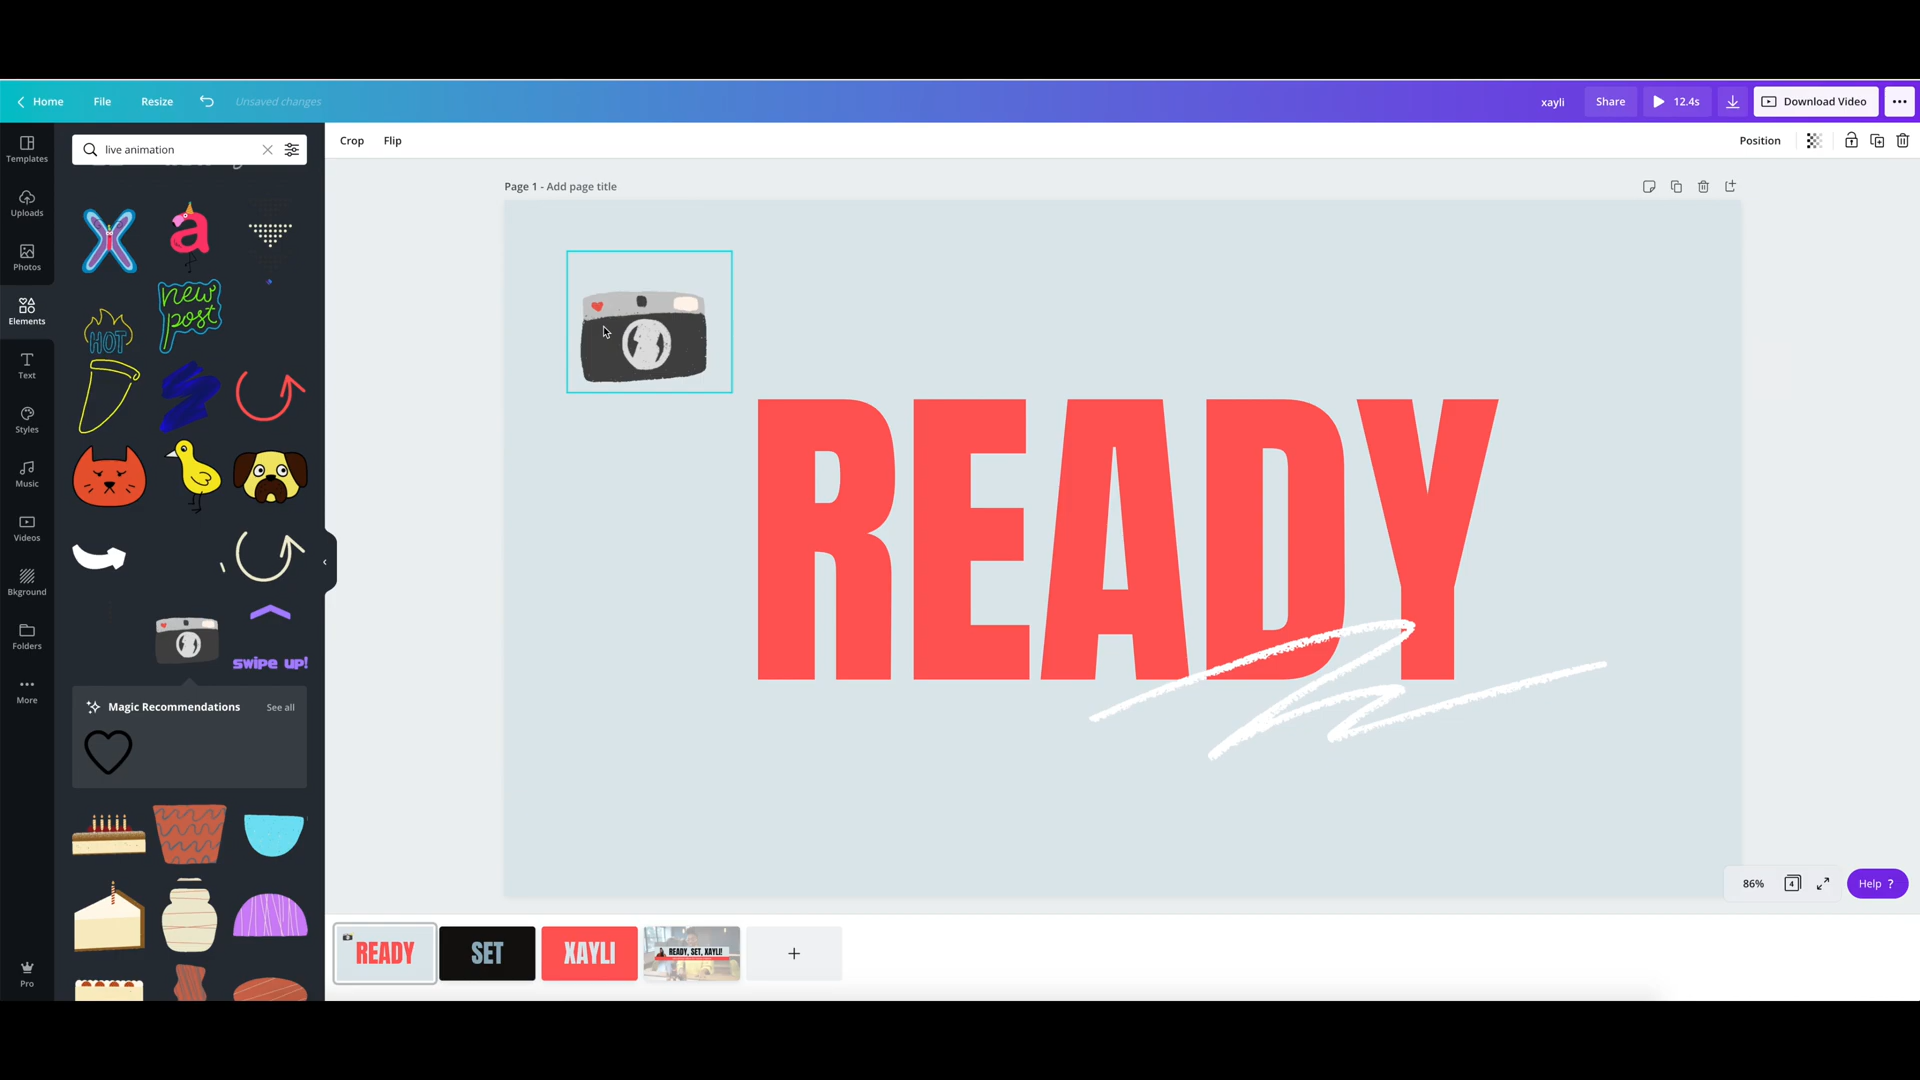 Home File Resize Unsaved changes xayli Share 12.4s Download Video
Templates
Uploads
Photos
Elements
Text
Styles
Music
Videos
Bkground
Folders
More
Pro
live animation
a
HOT
new
post
swipe up!
Magic Recommendations See all
Crop Flip Position
Page 1 - Add page title
READY
86% 4 Help ?
READY SET XAYLI READY, SET, XAYLI! +